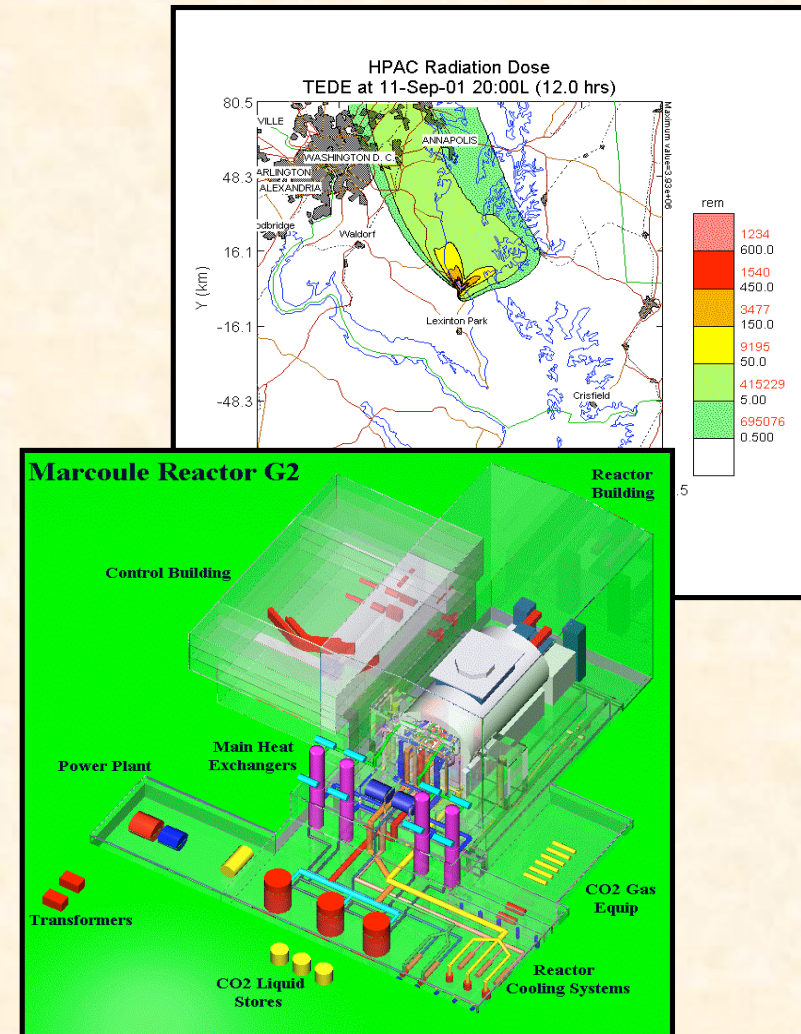 HPAC Radiation Dose
TEDE at 11-Sep-01 20:00L (12.0 hrs)
80.5
48.3
16.1
-16.1
-48.3
Y (km)
VILLE
ANNAPOLIS
WASHINGTON D. C.
ARLINGTON
ALEXANDRIA
odbridge
Waldorf
Lexinton Park
Crisfield
Maximum value=3.93e+06
rem
1234
600.0
1540
450.0
3477
150.0
9195
50.0
415229
5.00
695076
0.500
.5
Marcoule Reactor G2
Reactor
Building
Control Building
Main Heat
Exchangers
Power Plant
Transformers
CO2 Gas
Equip
CO2 Liquid
Stores
Reactor
Cooling Systems